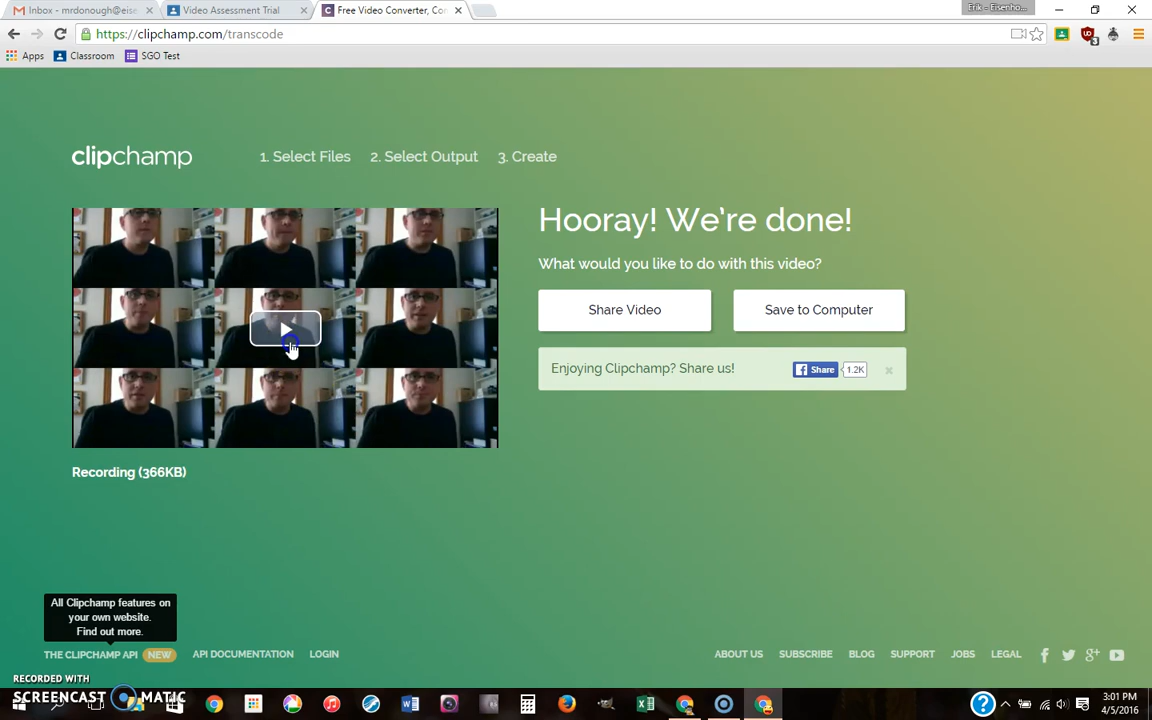 Inbox - mrdonough@eise
Video Assessment Trial
Free Video Converter, Co
Erik - Eisenho...
https://clipchamp.com/transcode
Apps
Classroom
SGO Test
clipchamp
1. Select Files
2. Select Output
3. Create
Hooray! We're done!
What would you like to do with this video?
Share Video
Save to Computer
Enjoying Clipchamp? Share us!
Share
1.2K
Recording (366KB)
All Clipchamp features on
your own website.
Find out more.
THE CLIPCHAMP API
NEW
API DOCUMENTATION
LOGIN
ABOUT US
SUBSCRIBE
BLOG
SUPPORT
JOBS
LEGAL
RECORDED WITH
SCREENCAST MATIC
3:01 PM
4/5/2016